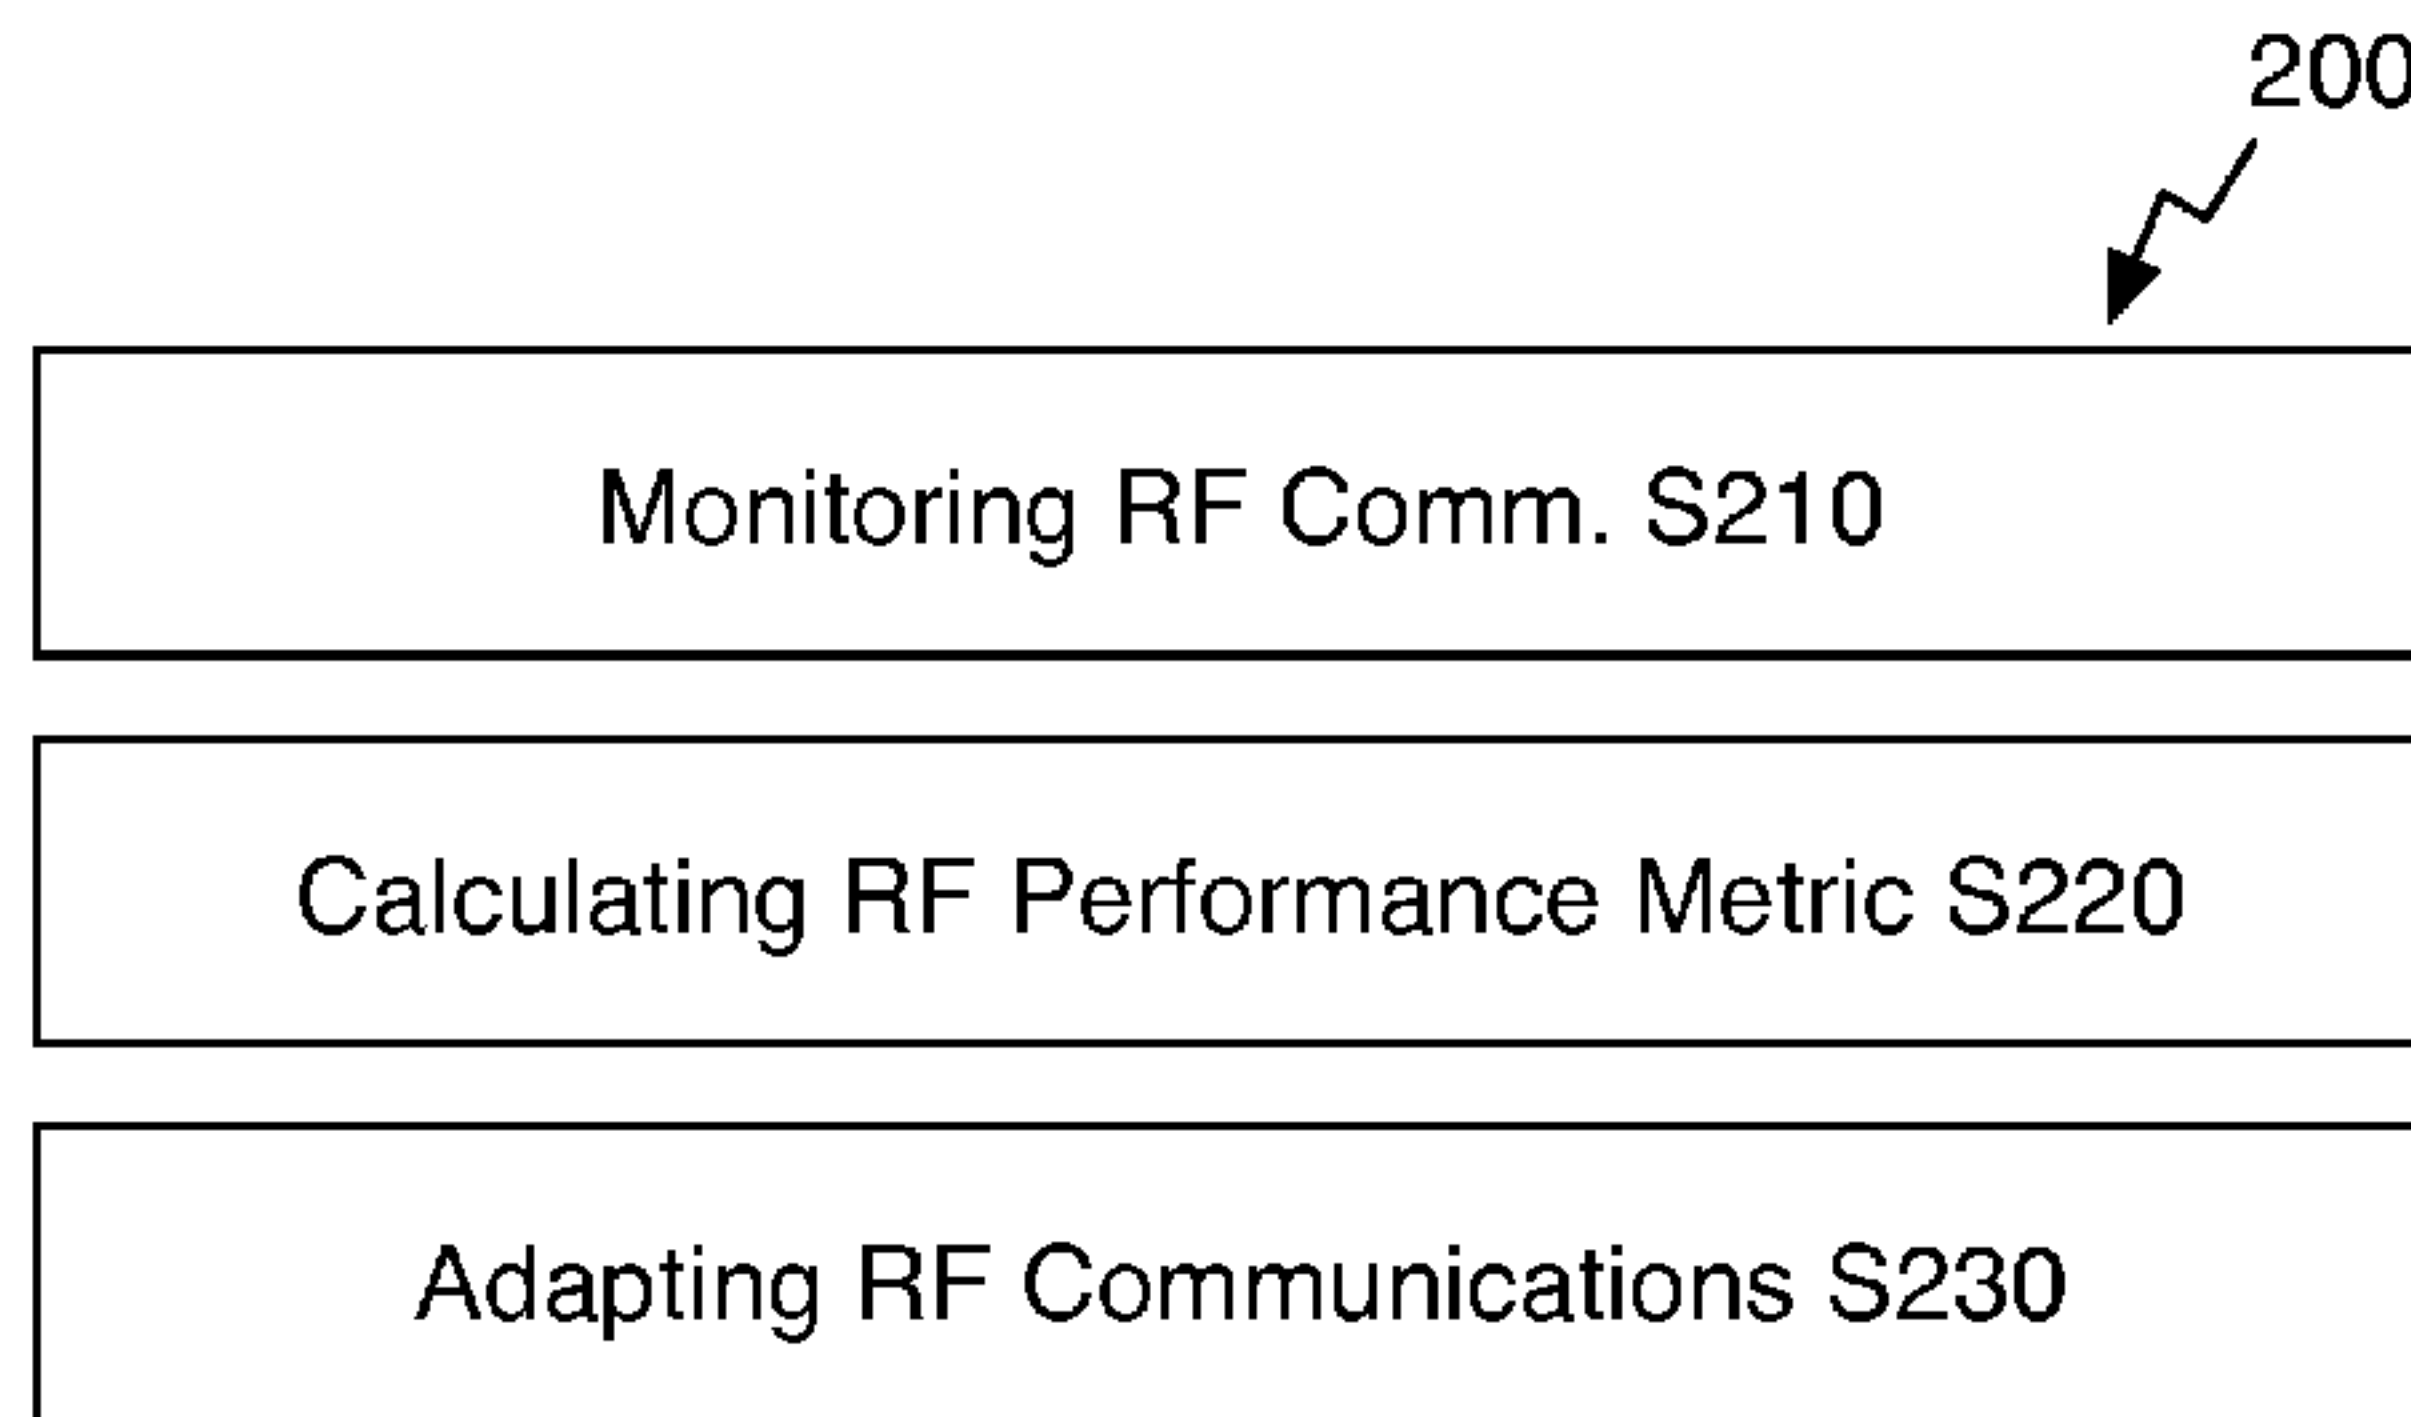 200
Monitoring RF Comm. S210
Calculating RF Performance Metric S220
Adapting RF Communications S230